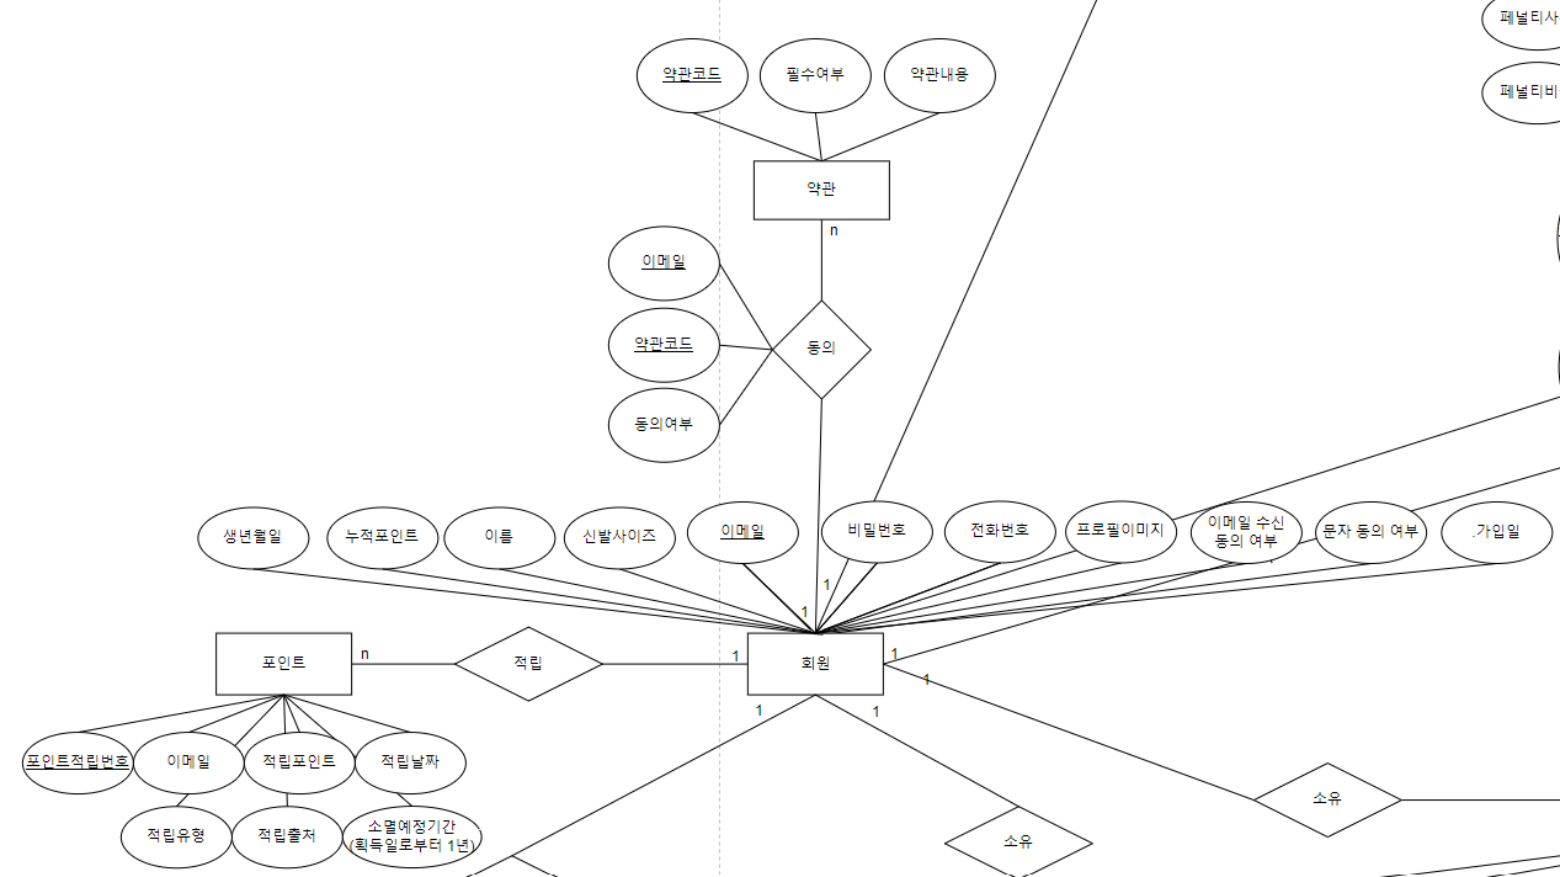 페널티사
약관코드
필수여부
약관내용
페널티비
약관
n
이메일
약관코드
동의
동의여부
생년월일
누적포인트
이름
신발사이즈
이메일
비밀번호
전화번호
프로필이미지
이메일 수신
동의 여부
문자 동의 여부
.가입일
1
1
포인트
n
적립
1
회원
1
1
1
1
포인트적립번호
이메일
적립포인트
적립날짜
소유
적립유형
적립출처
소멸예정기간
(획득일로부터 1년)
소유